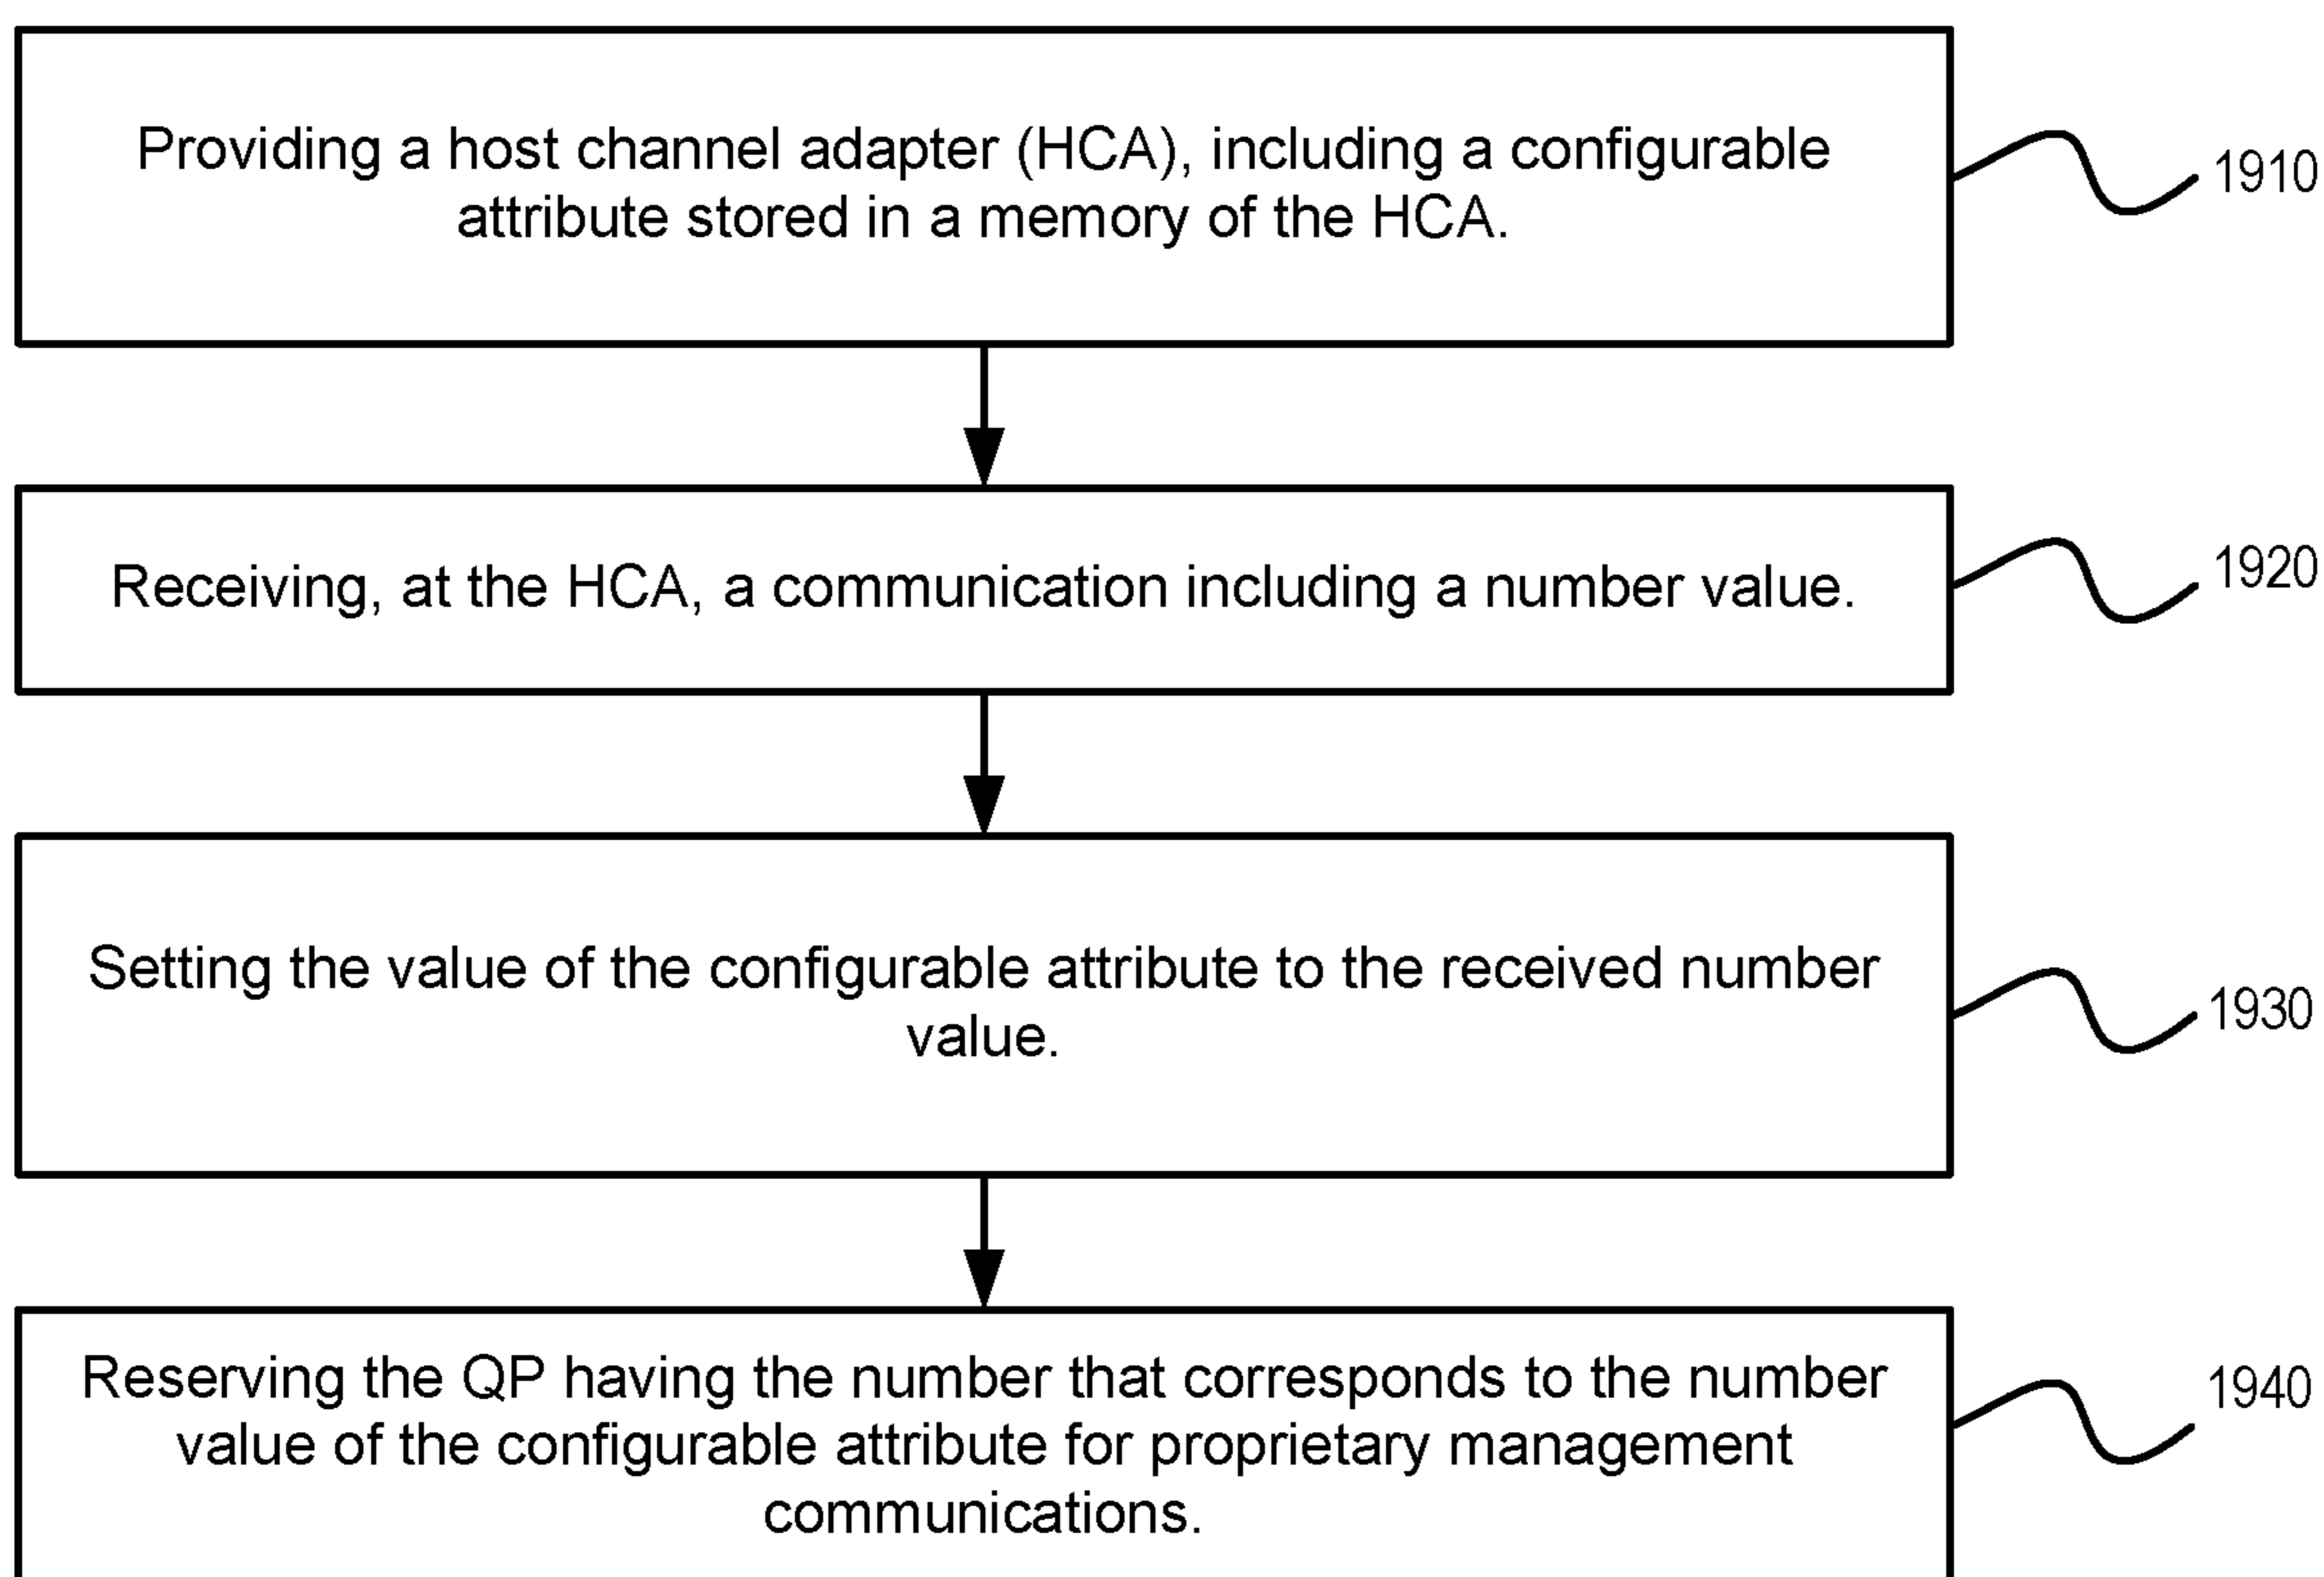 Providing a host channel adapter (HCA), including a configurable
attribute stored in a memory of the HCA.
1910
Receiving, at the HCA, a communication including a number value.
1920
Setting the value of the configurable attribute to the received number
value.
1930
Reserving the QP having the number that corresponds to the number
value of the configurable attribute for proprietary management
communications.
1940